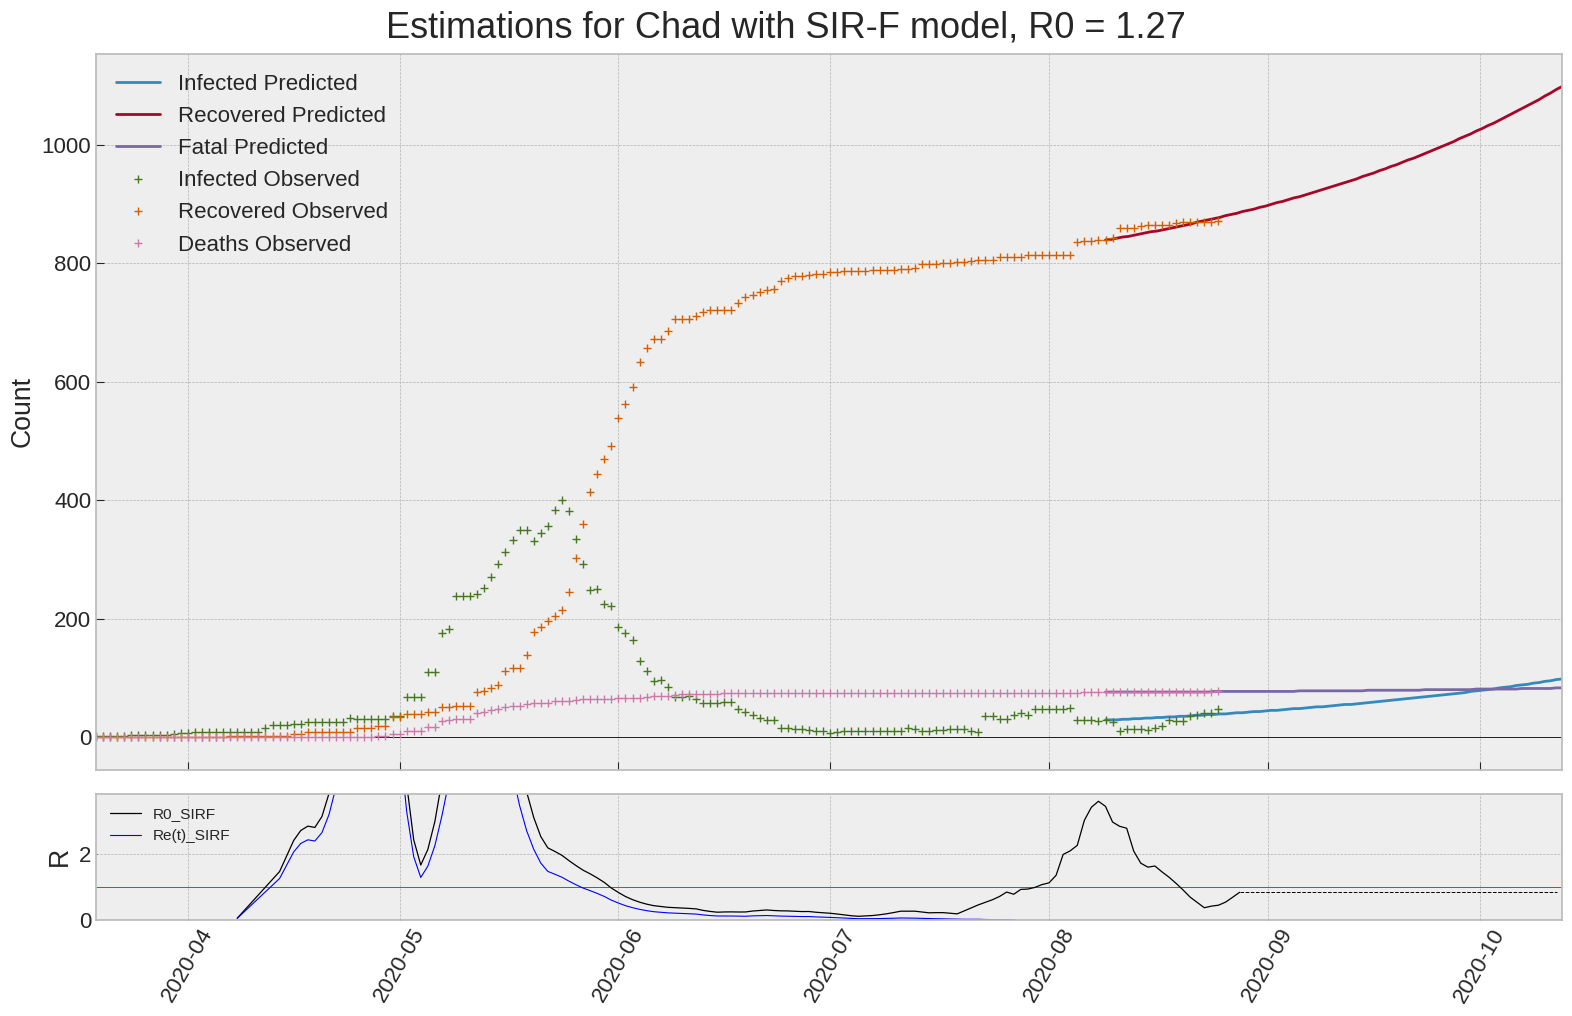 Estimations for Chad with SIR-F model, R0 = 1.27
Infected Predicted
Recovered Predicted
Fatal Predicted
Infected Observed
Recovered Observed
Deaths Observed
Count
1000
800
600
400
200
0
R0_SIRF
Re(t)_SIRF
R
2
0
2020-04
2020-05
2020-06
2020-07
2020-08
2020-09
2020-10